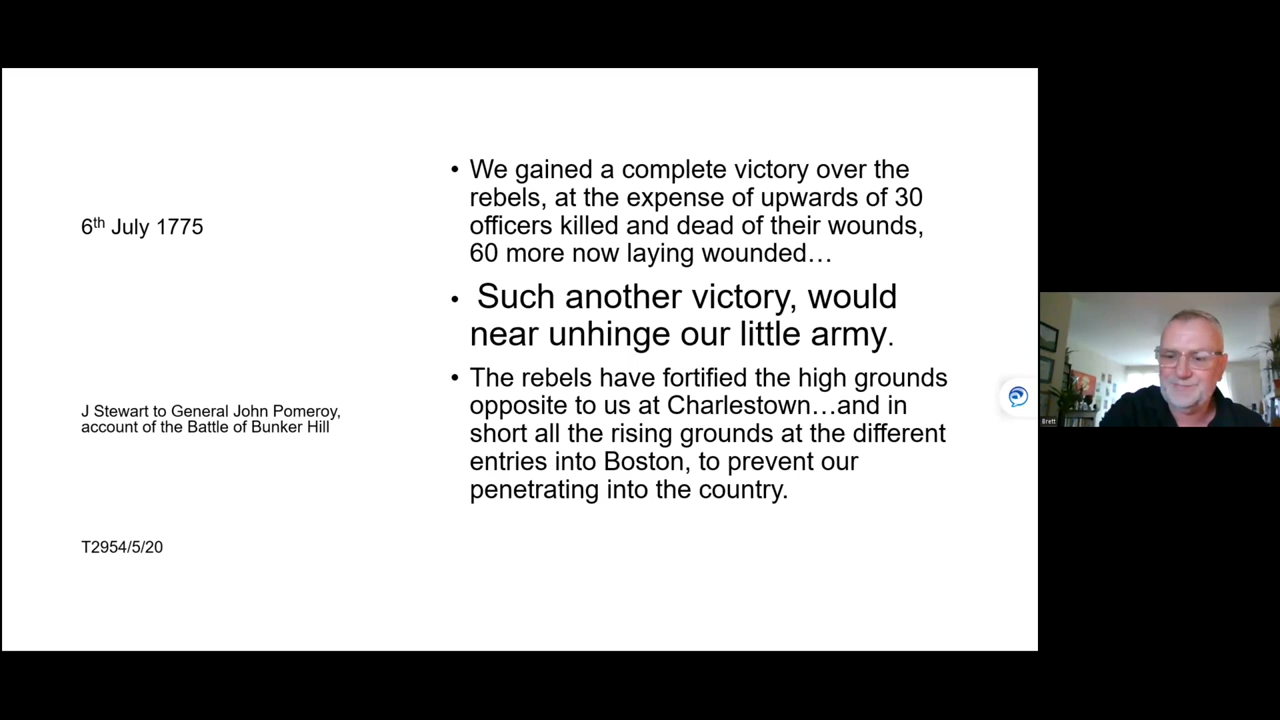 6th July 1775
J Stewart to General John Pomeroy,
account of the Battle of Bunker Hill
T2954/5/20
• We gained a complete victory over the
rebels, at the expense of upwards of 30
officers killed and dead of their wounds,
60 more now laying wounded…
• Such another victory, would
near unhinge our little army.
• The rebels have fortified the high grounds
opposite to us at Charlestown…and in
short all the rising grounds at the different
entries into Boston, to prevent our
penetrating into the country.
Brett